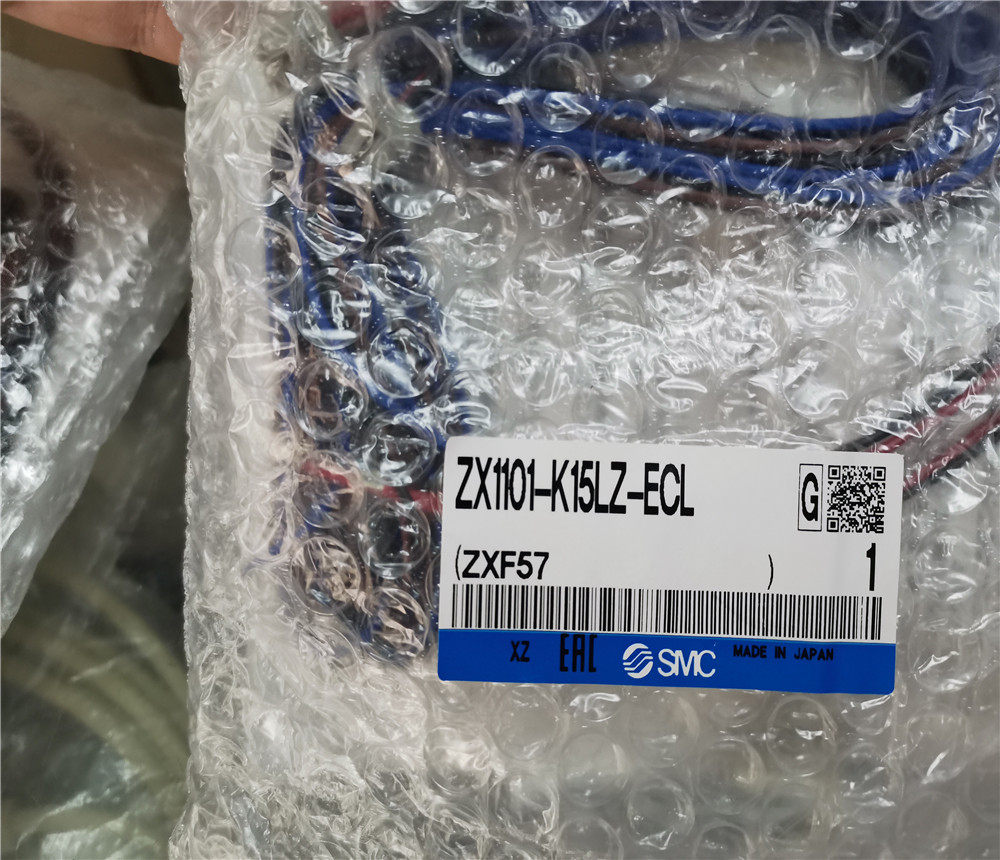 ZX1101-K15LZ-ECL
G
(ZXF57 )
1
XZ EAC SMC MADE IN JAPAN